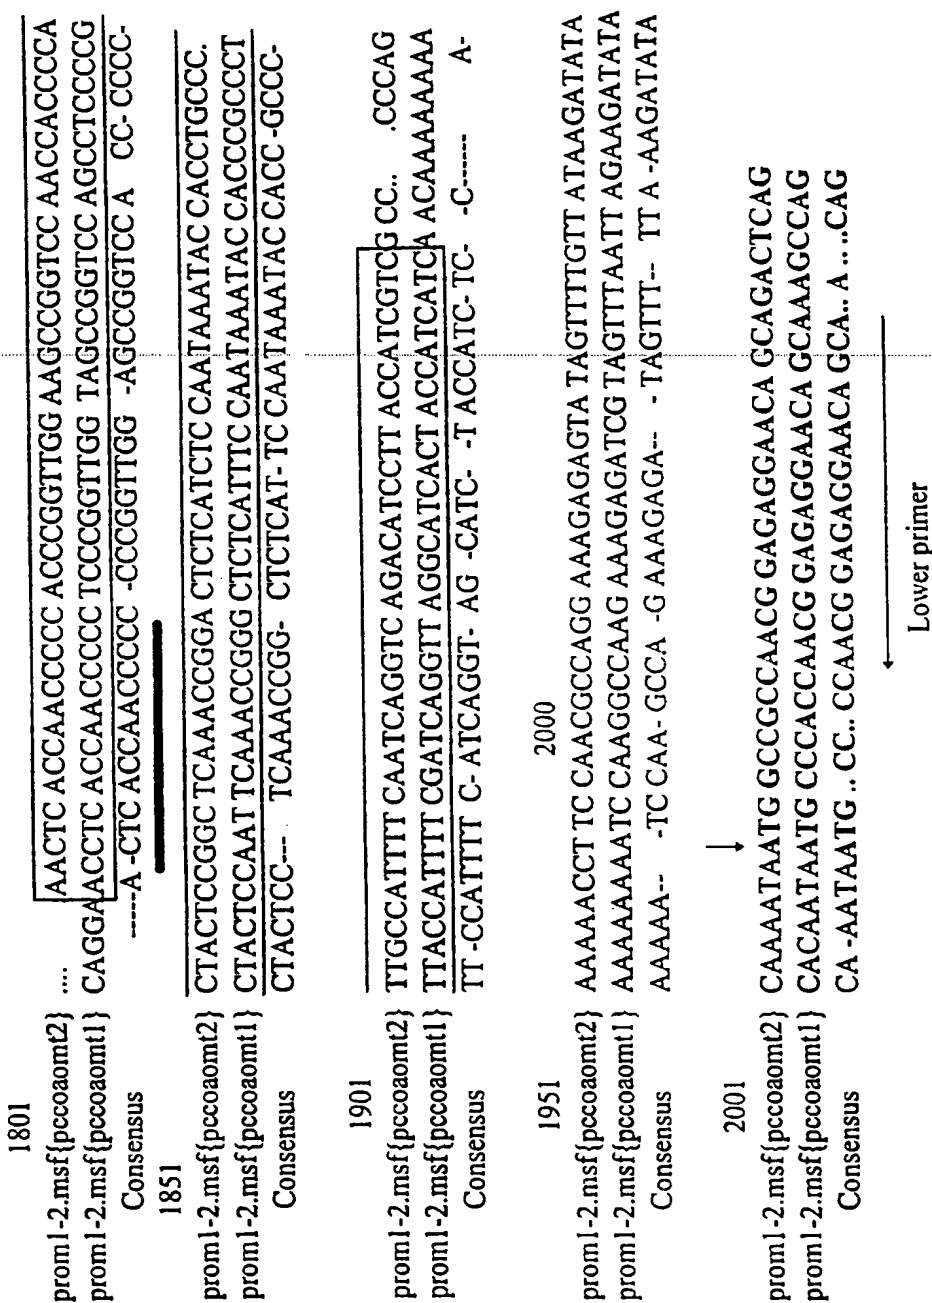 1801
prom1-2.msf{pccoaomt2} .... AACTC ACCAACCCCC ACCCGGTTGG AAGCCGGTCC AACCACCCCA
prom1-2.msf{pccoaomt1} CAGGAACCTC ACCAACCCCC TCCCGGTTGG TAGCCGGTCC AGCCTCCCCG
Consensus -----A -CTC ACCAACCCCC -CCCGGTTGG -AGCCGGTCC A CC- CCCC-
1851
prom1-2.msf{pccoaomt2} CTACTCCGGC TCAAACCGGA CTCTCATCTC CAATAAATAC CACCTGCCC.
prom1-2.msf{pccoaomt1} CTACTCCAAT TCAAACCGGG CTCTCATTTC CAATAAATAC CACCCGCCCT
Consensus CTACTCC--- TCAAACCGG- CTCTCAT- TC CAATAAATAC CACC -GCCC-
1901
prom1-2.msf{pccoaomt2} TTGCCATTTT CAATCAGGTC AGACATCCTT ACCATCGTCG GCC.. .CCCAG
prom1-2.msf{pccoaomt1} TTACCATTTT CGATCAGGTT AGGCATCACT ACCATCATCA ACAAAAAAAA
Consensus TT -CCATTTT C- ATCAGGT- AG -CATC- -T ACCATC- TC- -C------ A-
2000
1951
prom1-2.msf{pccoaomt2} AAAAACCT TC CAACGCCAGG AAAGAGAGTA TAGTTTTGTT ATAAGATATA
prom1-2.msf{pccoaomt1} AAAAAAAATC CAAGGCCAAG AAAGAGATCG TAGTTTAATT AGAAGATATA
Consensus AAAAA-- -TC CAA- GCCA -G AAAGAGA-- - TAGTTT-- TT A -AAGATATA
2001
prom1-2.msf{pccoaomt2} CAAAATAATG GCCGCCAACG GAGAGGAACA GCAGACTCAG
prom1-2.msf{pccoaomt1} CACAATAATG CCCACCAACG GAGAGGAACA GCAAAGCCAG
Consensus CA -AATAATG .. CC.. CCAACG GAGAGGAACA GCA.. A ....CAG
Lower primer